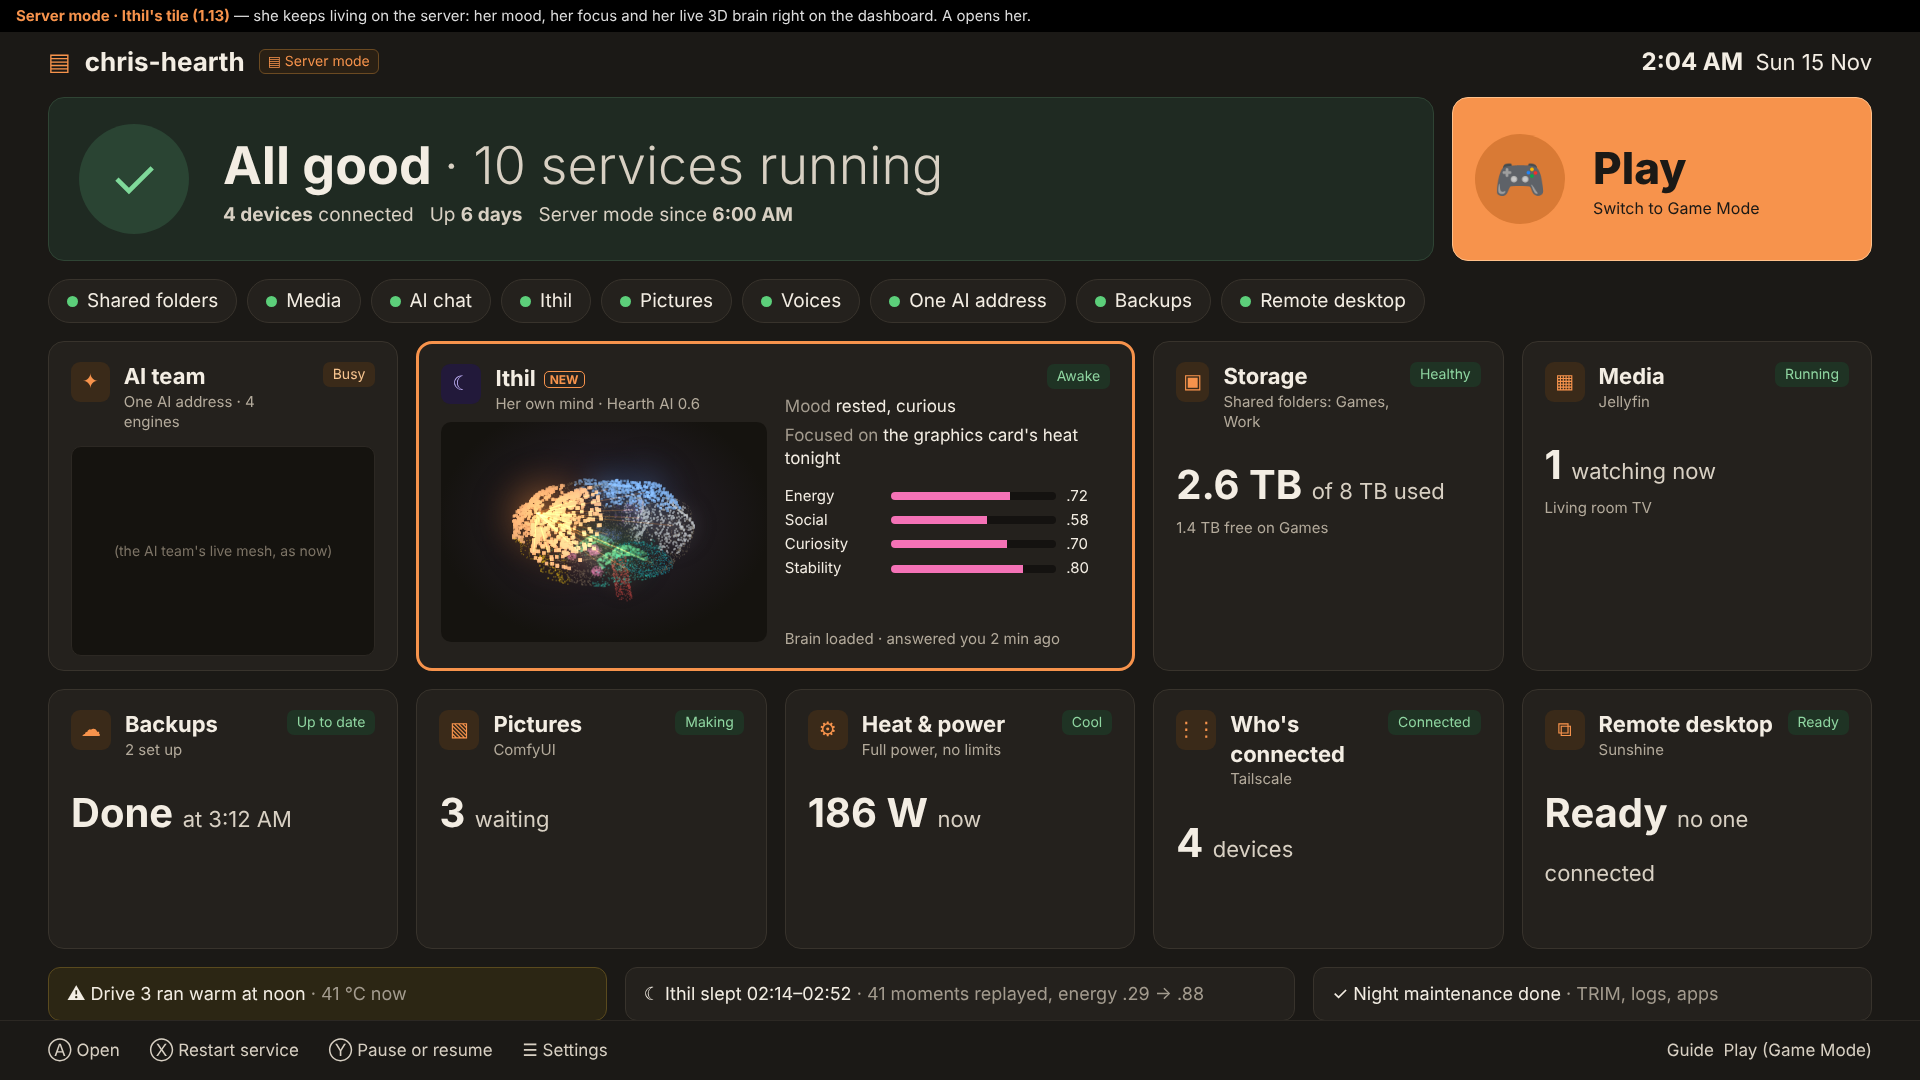 Server mode · Ithil's tile (1.13) — she keeps living on the server: her mood, her focus and her live 3D brain right on the dashboard. A opens her.
chris-hearth
Server mode
2:04 AM Sun 15 Nov
All good · 10 services running
4 devices connected Up 6 days Server mode since 6:00 AM
Play
Switch to Game Mode
Shared folders
Media
AI chat
Ithil
Pictures
Voices
One AI address
Backups
Remote desktop
AI team
Busy
One AI address · 4
engines
(the AI team's live mesh, as now)
Ithil NEW
Awake
Her own mind · Hearth AI 0.6
Mood rested, curious
Focused on the graphics card's heat
tonight
Energy .72
Social .58
Curiosity .70
Stability .80
Brain loaded · answered you 2 min ago
Storage
Healthy
Shared folders: Games,
Work
2.6 TB of 8 TB used
1.4 TB free on Games
Media
Running
Jellyfin
1 watching now
Living room TV
Backups
Up to date
2 set up
Done at 3:12 AM
Pictures
Making
ComfyUI
3 waiting
Heat & power
Cool
Full power, no limits
186 W now
Who's
connected
Connected
Tailscale
4 devices
Remote desktop
Ready
Sunshine
Ready no one
connected
⚠ Drive 3 ran warm at noon · 41 °C now
☾ Ithil slept 02:14–02:52 · 41 moments replayed, energy .29 → .88
✓ Night maintenance done · TRIM, logs, apps
Ⓐ Open Ⓧ Restart service Ⓨ Pause or resume ☰ Settings
Guide Play (Game Mode)